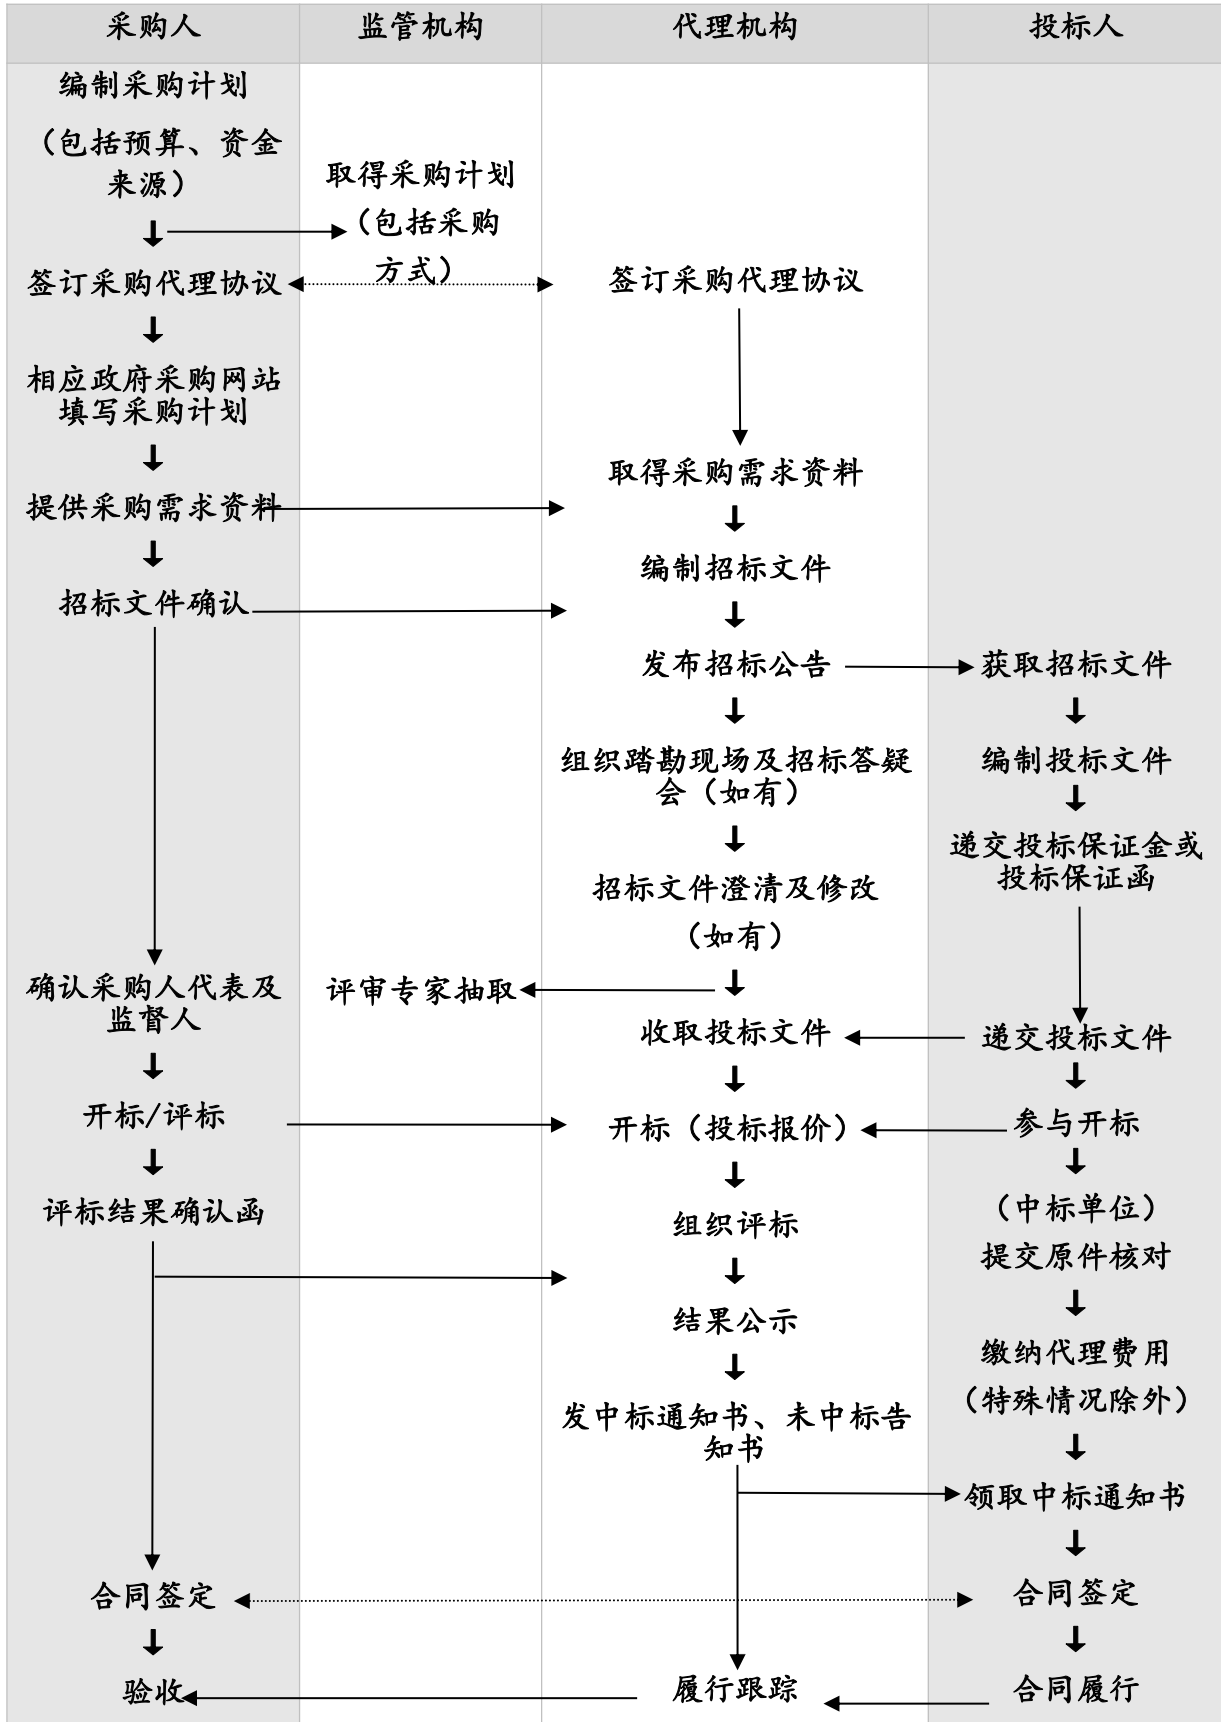 采购人
监管机构
代理机构
投标人
编制采购计划
（包括预算、资金
来源）
签订采购代理协议
相应政府采购网站
填写采购计划
提供采购需求资料
招标文件确认
确认采购人代表及
监督人
开标/评标
评标结果确认函
合同签定
验收
取得采购计划
（包括采购
方式）
评审专家抽取
签订采购代理协议
取得采购需求资料
编制招标文件
发布招标公告
组织踏勘现场及招标答疑
会（如有）
招标文件澄清及修改
（如有）
收取投标文件
开标（投标报价）
组织评标
结果公示
发中标通知书、未中标告
知书
履行跟踪
获取招标文件
编制投标文件
递交投标保证金或
投标保证函
递交投标文件
参与开标
（中标单位）
提交原件核对
缴纳代理费用
（特殊情况除外）
领取中标通知书
合同签定
合同履行